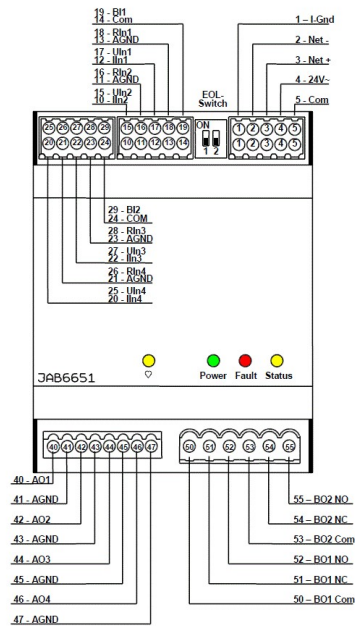 19 - BI1
14 - Com
18 - RIn1
13 - AGND
17 - UIn1
12 - IIn1
16 - RIn2
11 - AGND
15 - UIn2
10 - IIn2
EOL-
Switch
1 – I-Gnd
2 - Net -
3 - Net +
4 - 24V~
5 - Com
25 26 27 28 29
20 21 22 23 24
15 16 17 18 19
10 11 12 13 14
ON
1 2
1 2 3 4 5
1 2 3 4 5
29 - BI2
24 - COM
28 - RIn3
23 - AGND
27 - UIn3
22 - IIn3
26 - RIn4
21 - AGND
25 - UIn4
20 - IIn4
JAB6651
Power Fault Status
40 41 42 43 44 45 46 47
50 51 52 53 54 55
40 - AO1
41 - AGND
42 - AO2
43 - AGND
44 - AO3
45 - AGND
46 - AO4
47 - AGND
55 – BO2 NO
54 – BO2 NC
53 – BO2 Com
52 – BO1 NO
51 – BO1 NC
50 – BO1 Com